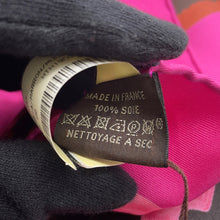 MADE IN FRANCE
100% SOIE
NETTOYAGE A SEC